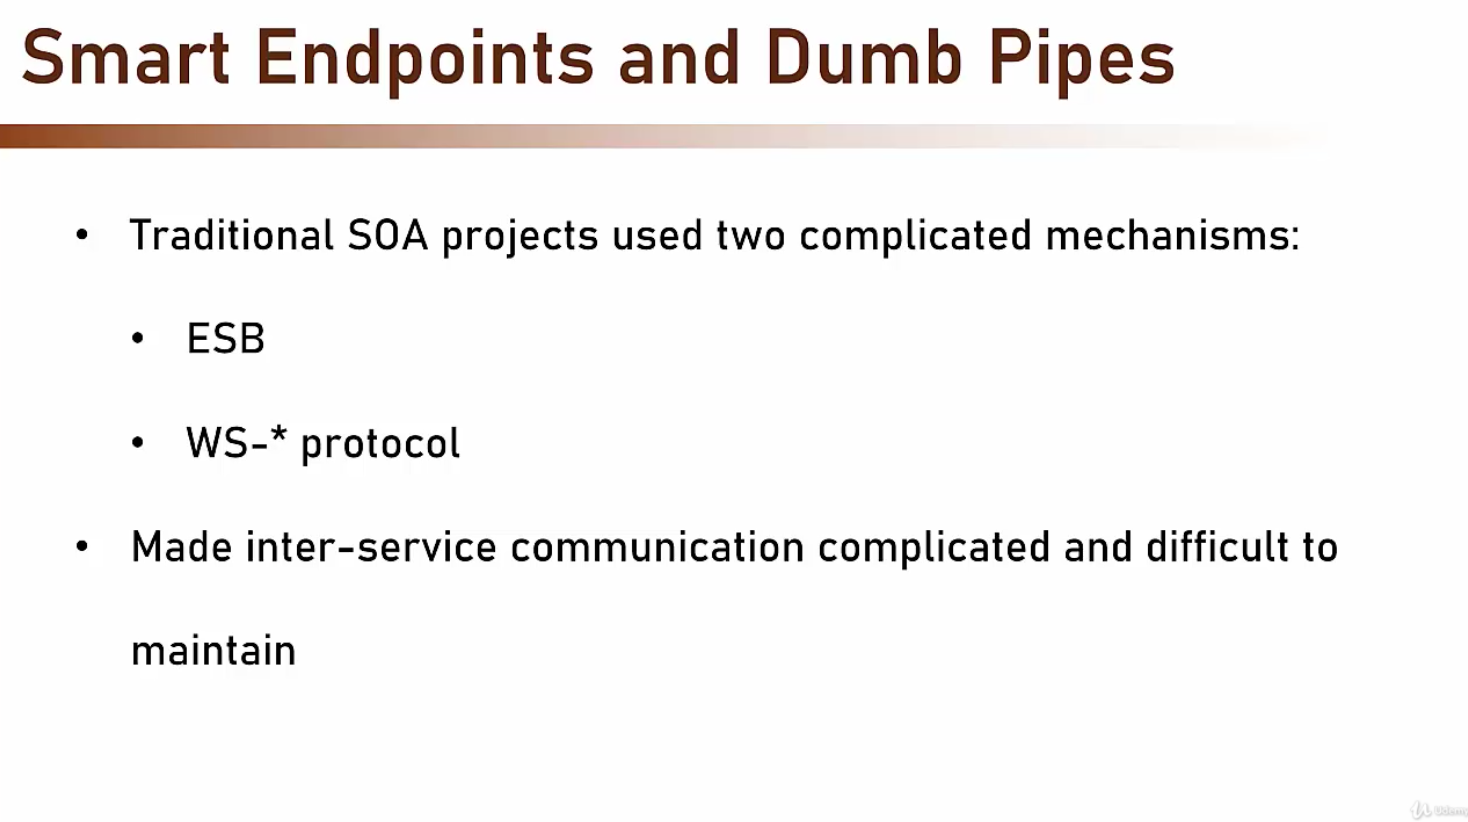 Smart Endpoints and Dumb Pipes
• Traditional SOA projects used two complicated mechanisms:
• ESB
• WS-* protocol
• Made inter-service communication complicated and difficult to
maintain
Udemy